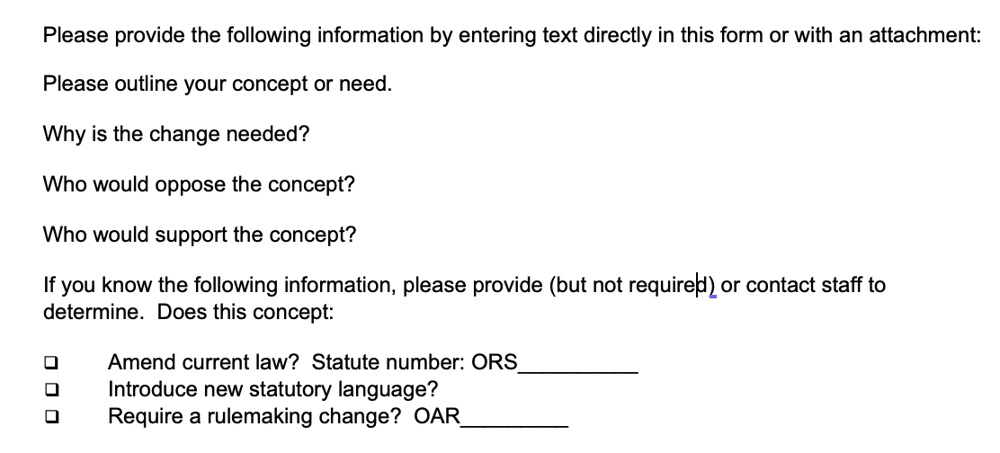 Please provide the following information by entering text directly in this form or with an attachment:
Please outline your concept or need.
Why is the change needed?
Who would oppose the concept?
Who would support the concept?
If you know the following information, please provide (but not required) or contact staff to
determine.  Does this concept:
❑ Amend current law?  Statute number: ORS__________
❑ Introduce new statutory language?
❑ Require a rulemaking change?  OAR_________